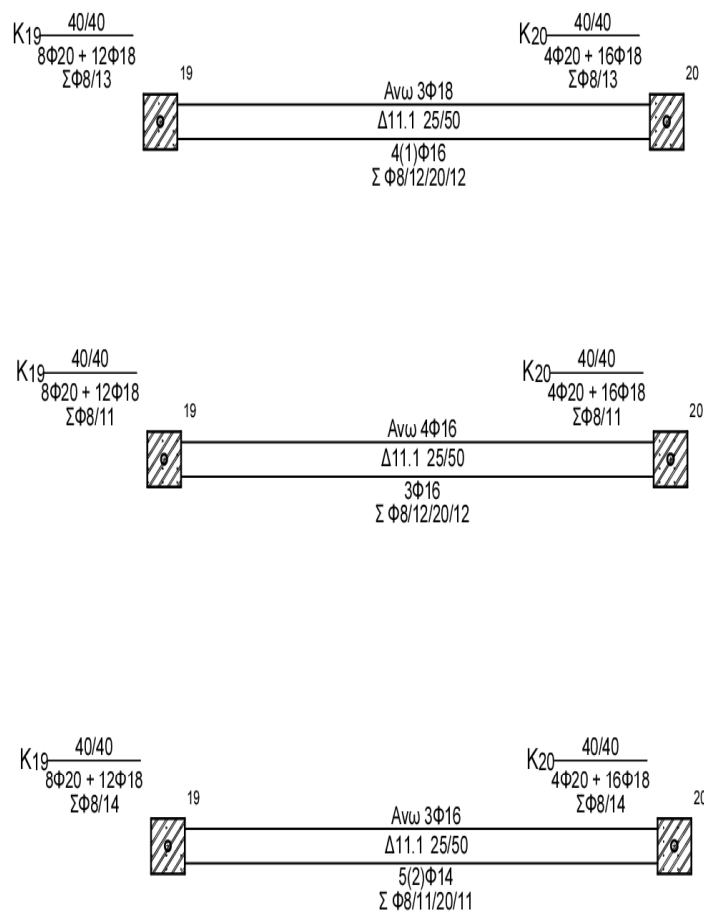 K19 40/40
8Φ20 + 12Φ18
ΣΦ8/13
19
K20 40/40
4Φ20 + 16Φ18
ΣΦ8/13
20
Ανω 3Φ18
Δ11.1 25/50
4(1)Φ16
Σ Φ8/12/20/12
K19 40/40
8Φ20 + 12Φ18
ΣΦ8/11
19
K20 40/40
4Φ20 + 16Φ18
ΣΦ8/11
20
Ανω 4Φ16
Δ11.1 25/50
3Φ16
Σ Φ8/12/20/12
K19 40/40
8Φ20 + 12Φ18
ΣΦ8/14
19
K20 40/40
4Φ20 + 16Φ18
ΣΦ8/14
20
Ανω 3Φ16
Δ11.1 25/50
5(2)Φ14
Σ Φ8/11/20/11